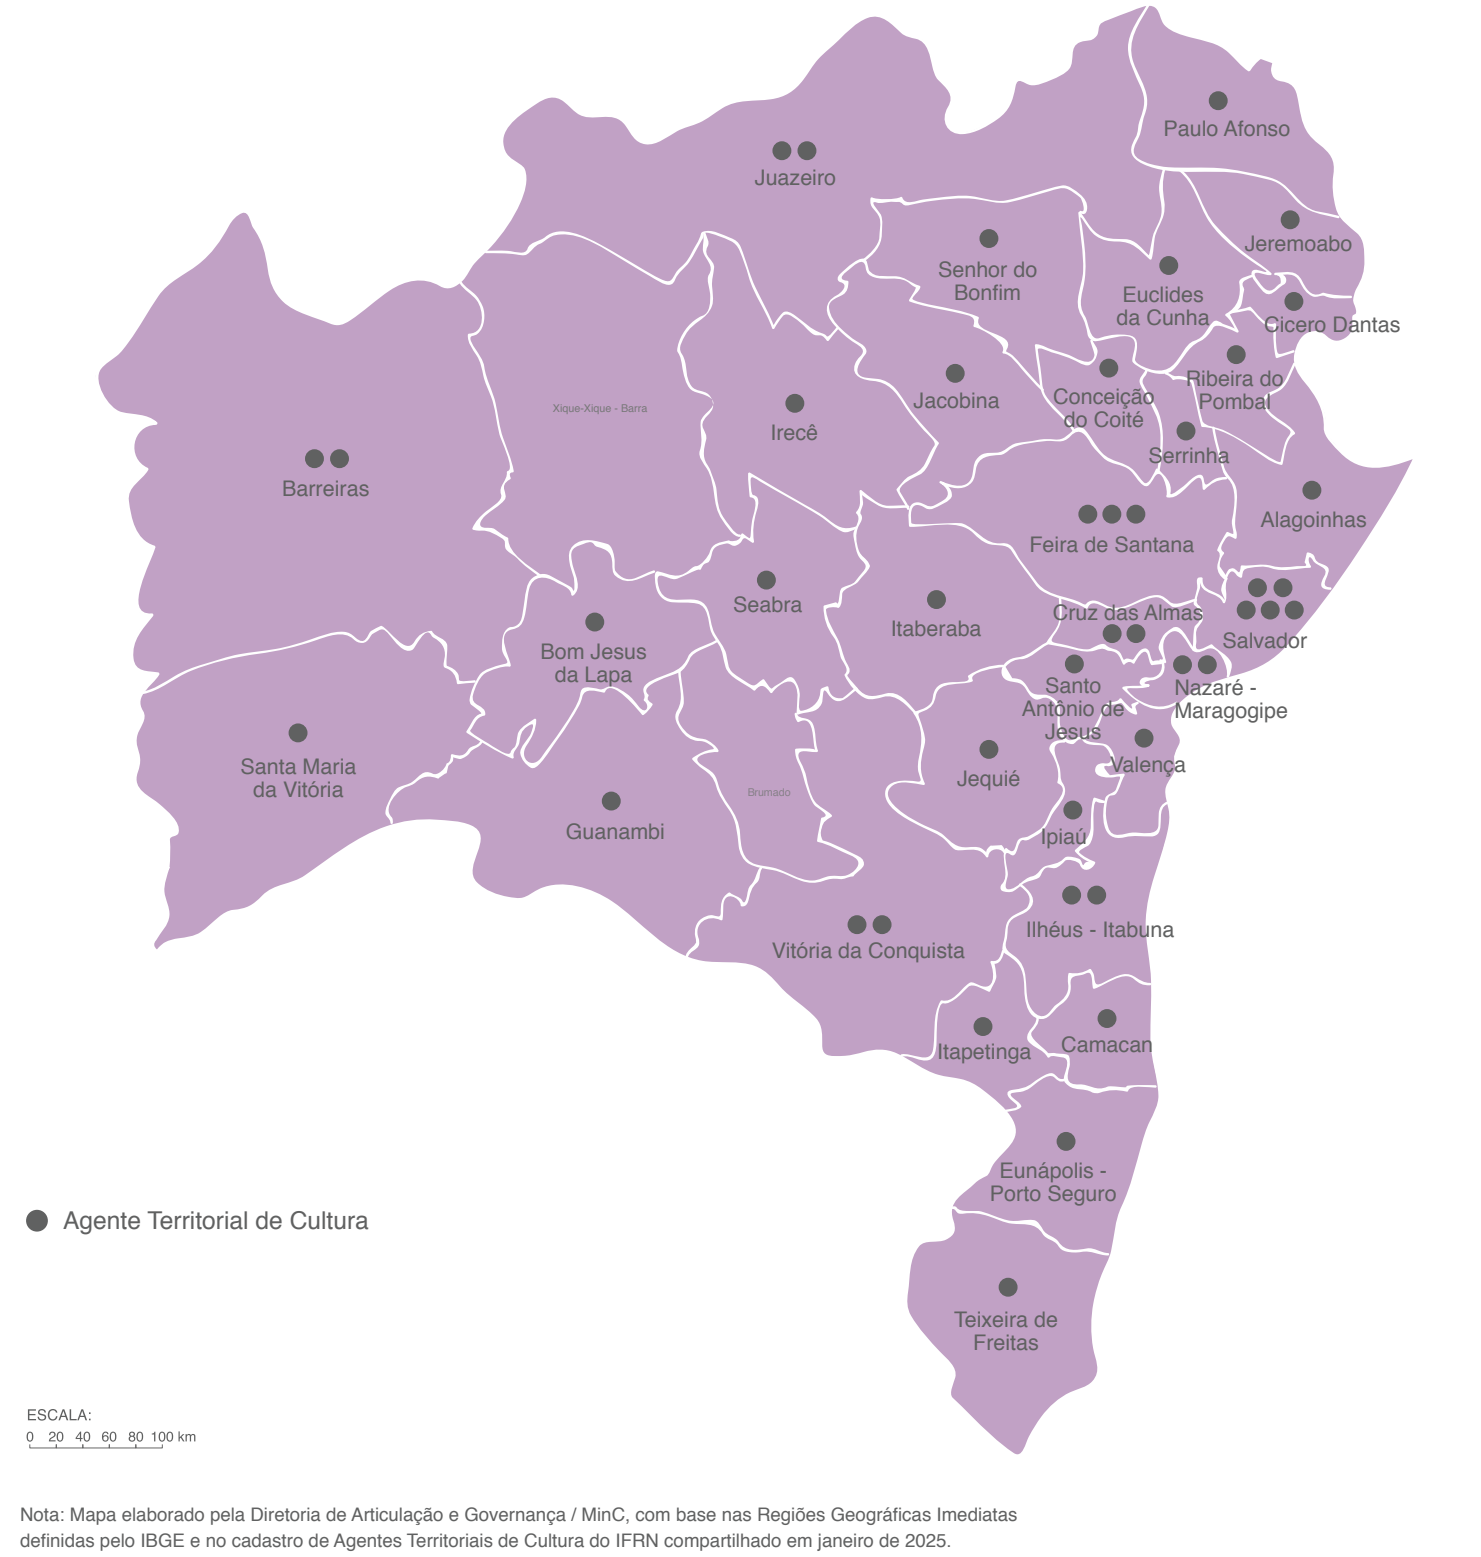 Paulo Afonso
Juazeiro
Jeremoabo
Senhor do
Bonfim
Euclides
da Cunha
Cicero Dantas
Ribeira do
Pombal
Conceição
do Coité
Jacobina
Xique-Xique - Barra
Irecê
Serrinha
Barreiras
Alagoinhas
Feira de Santana
Seabra
Itaberaba
Cruz das Almas
Salvador
Bom Jesus
da Lapa
Santo
Antônio de
Jesus
Nazaré -
Maragogipe
Santa Maria
da Vitória
Jequié
Valença
Brumado
Guanambi
Ipiaú
Ilhéus - Itabuna
Vitória da Conquista
Itapetinga
Camacan
Eunápolis -
Porto Seguro
Agente Territorial de Cultura
Teixeira de
Freitas
ESCALA:
0 20 40 60 80 100 km
Nota: Mapa elaborado pela Diretoria de Articulação e Governança / MinC, com base nas Regiões Geográficas Imediatas
definidas pelo IBGE e no cadastro de Agentes Territoriais de Cultura do IFRN compartilhado em janeiro de 2025.